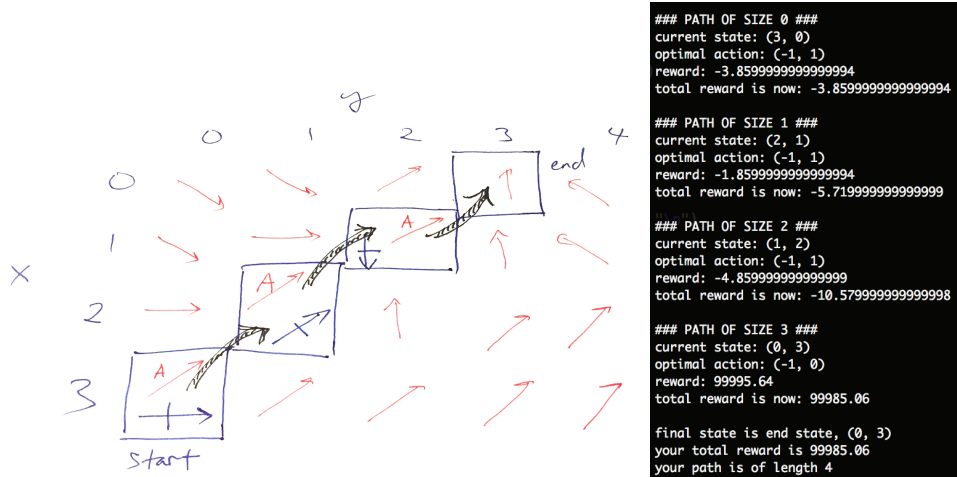 y
0 1 2 3 4
end
0
1
A
X
A
2
A
3
start
### PATH OF SIZE 0 ###
current state: (3, 0)
optimal action: (-1, 1)
reward: -3.8599999999999994
total reward is now: -3.8599999999999994
### PATH OF SIZE 1 ###
current state: (2, 1)
optimal action: (-1, 1)
reward: -1.8599999999999994
total reward is now: -5.719999999999999
### PATH OF SIZE 2 ###
current state: (1, 2)
optimal action: (-1, 1)
reward: -4.859999999999999
total reward is now: -10.579999999999998
### PATH OF SIZE 3 ###
current state: (0, 3)
optimal action: (-1, 0)
reward: 99995.64
total reward is now: 99985.06
final state is end state, (0, 3)
your total reward is 99985.06
your path is of length 4